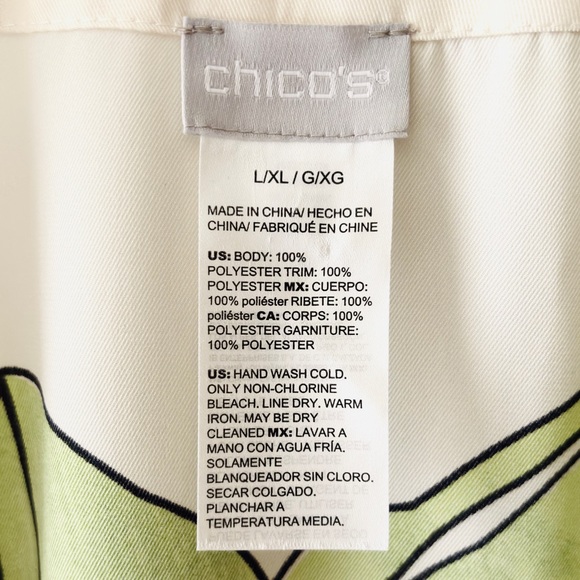 chico's®
L/XL / G/XG
MADE IN CHINA/ HECHO EN
CHINA/ FABRIQUÉ EN CHINE
US: BODY: 100%
POLYESTER TRIM: 100%
POLYESTER MX: CUERPO:
100% poliéster RIBETE: 100%
poliéster CA: CORPS: 100%
POLYESTER GARNITURE:
100% POLYESTER
US: HAND WASH COLD.
ONLY NON-CHLORINE
BLEACH. LINE DRY. WARM
IRON. MAY BE DRY
CLEANED MX: LAVAR A
MANO CON AGUA FRÍA.
SOLAMENTE
BLANQUEADOR SIN CLORO.
SECAR COLGADO.
PLANCHAR A
TEMPERATURA MEDIA.